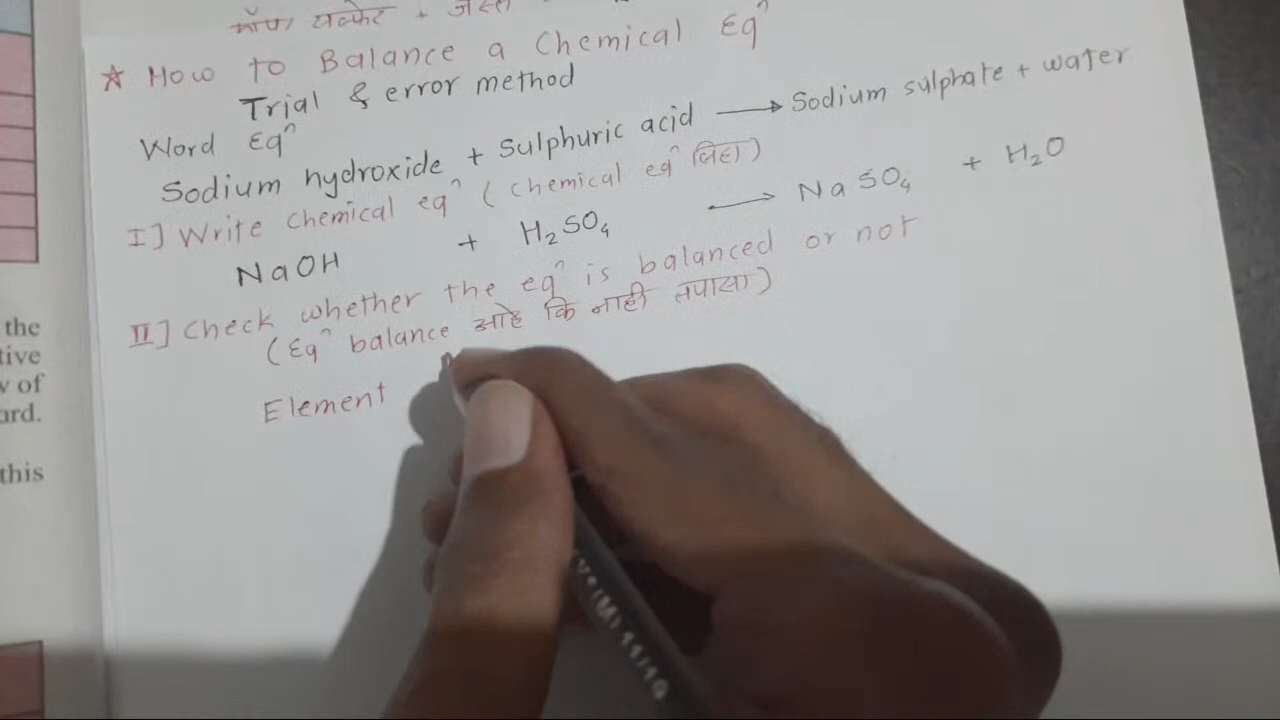 सल्फेट + जस्त
☆ How to Balance a Chemical Eqⁿ
Trial & error method
Word Eqⁿ
Sodium hydroxide + Sulphuric acid ⟶ Sodium sulphate + water
I] Write chemical eqⁿ (chemical eqⁿ लिहा)
NaOH + H₂SO₄ ⟶ NaSO₄ + H₂O
II] Check whether the eqⁿ is balanced or not
(Eqⁿ balance आहे कि नाही तपासा)
Element
the
tive
of
ard.
this